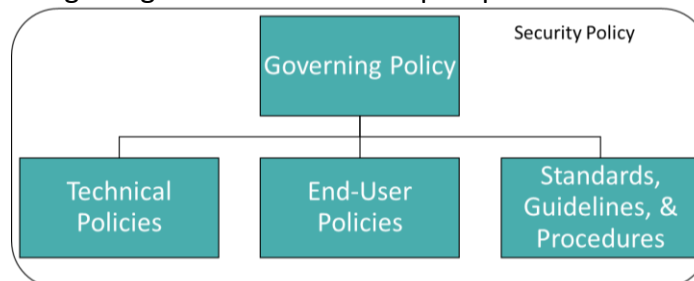 Security Policy
Governing Policy
Technical
Policies
End-User
Policies
Standards,
Guidelines, &
Procedures